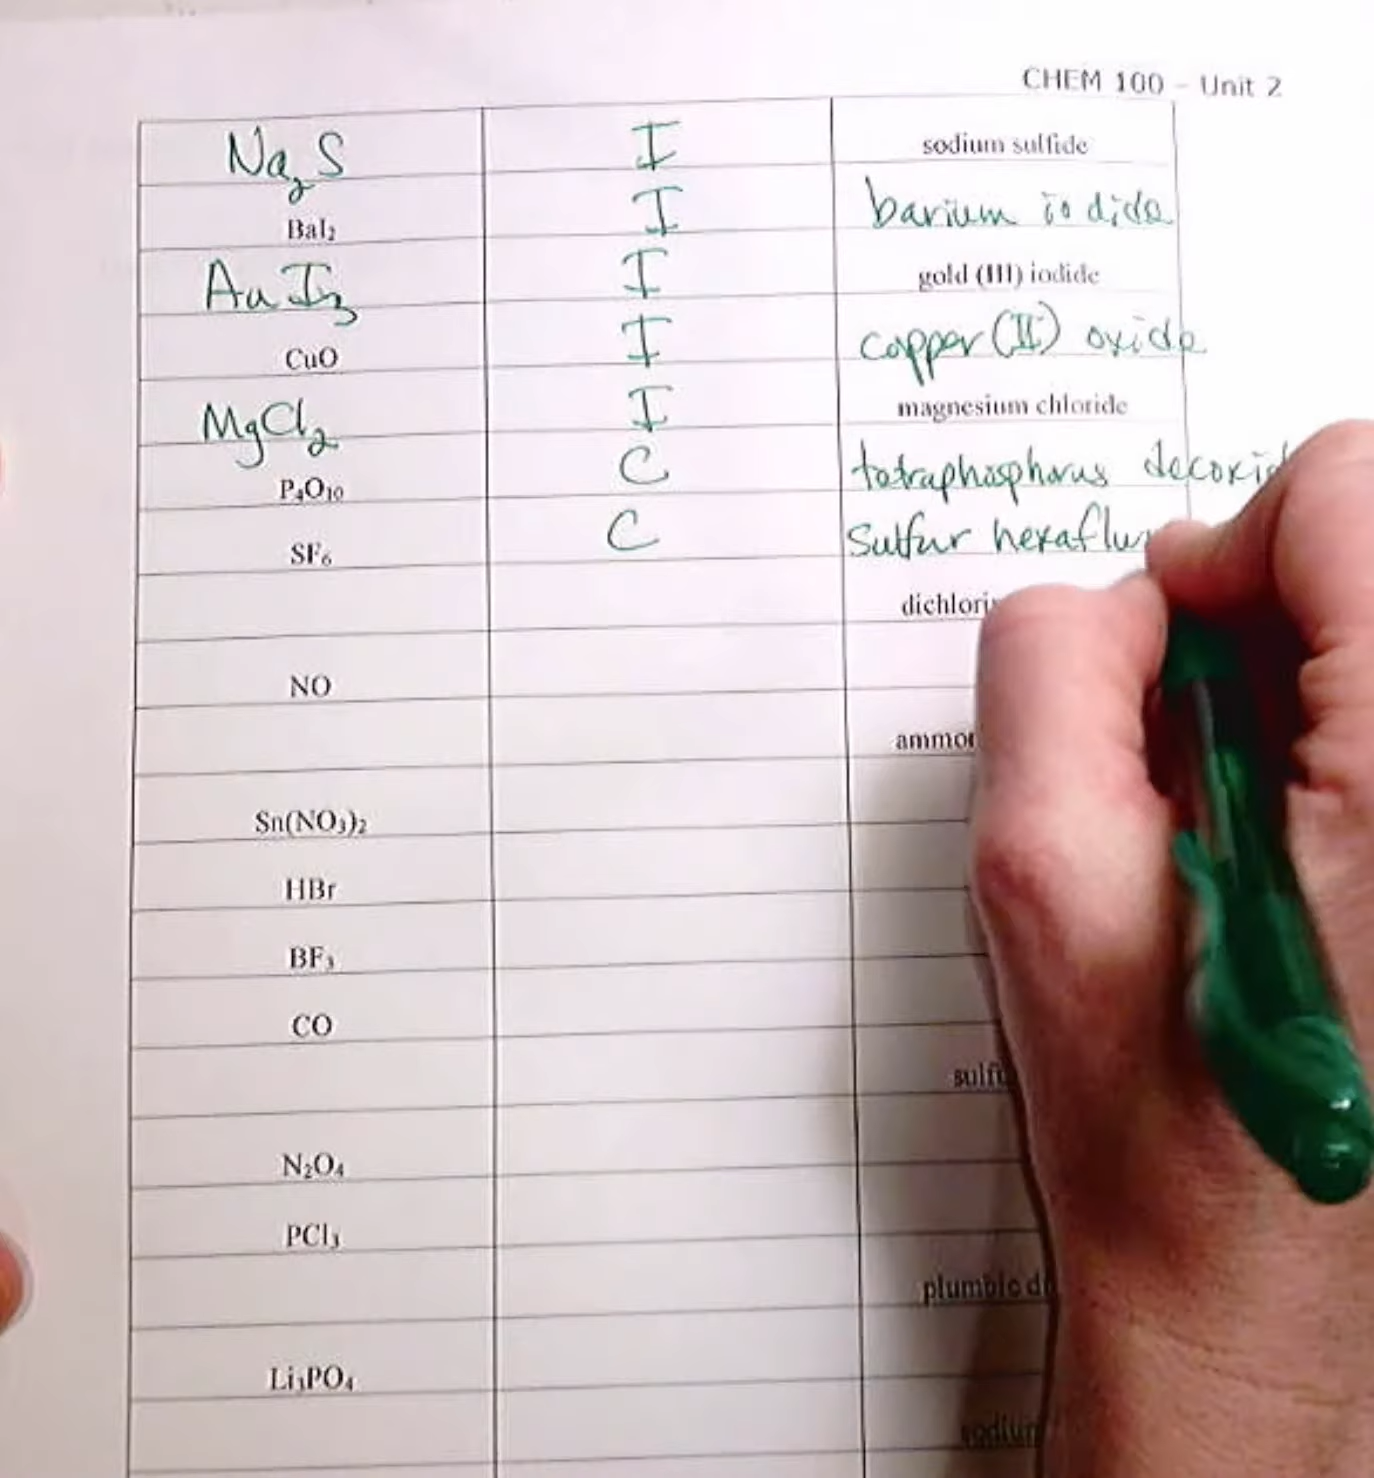 CHEM 100 - Unit 2
Na₂S I sodium sulfide
BaI₂ I barium iodide
AuI₃ I gold (III) iodide
CuO I copper (II) oxide
MgCl₂ I magnesium chloride
P₄O₁₀ C tetraphosphorus
SF₆ C sulfur
NO
Sn(NO₃)₂
HBr
BF₃
CO
N₂O₄
PCl₃
plumbic
Li₃PO₄